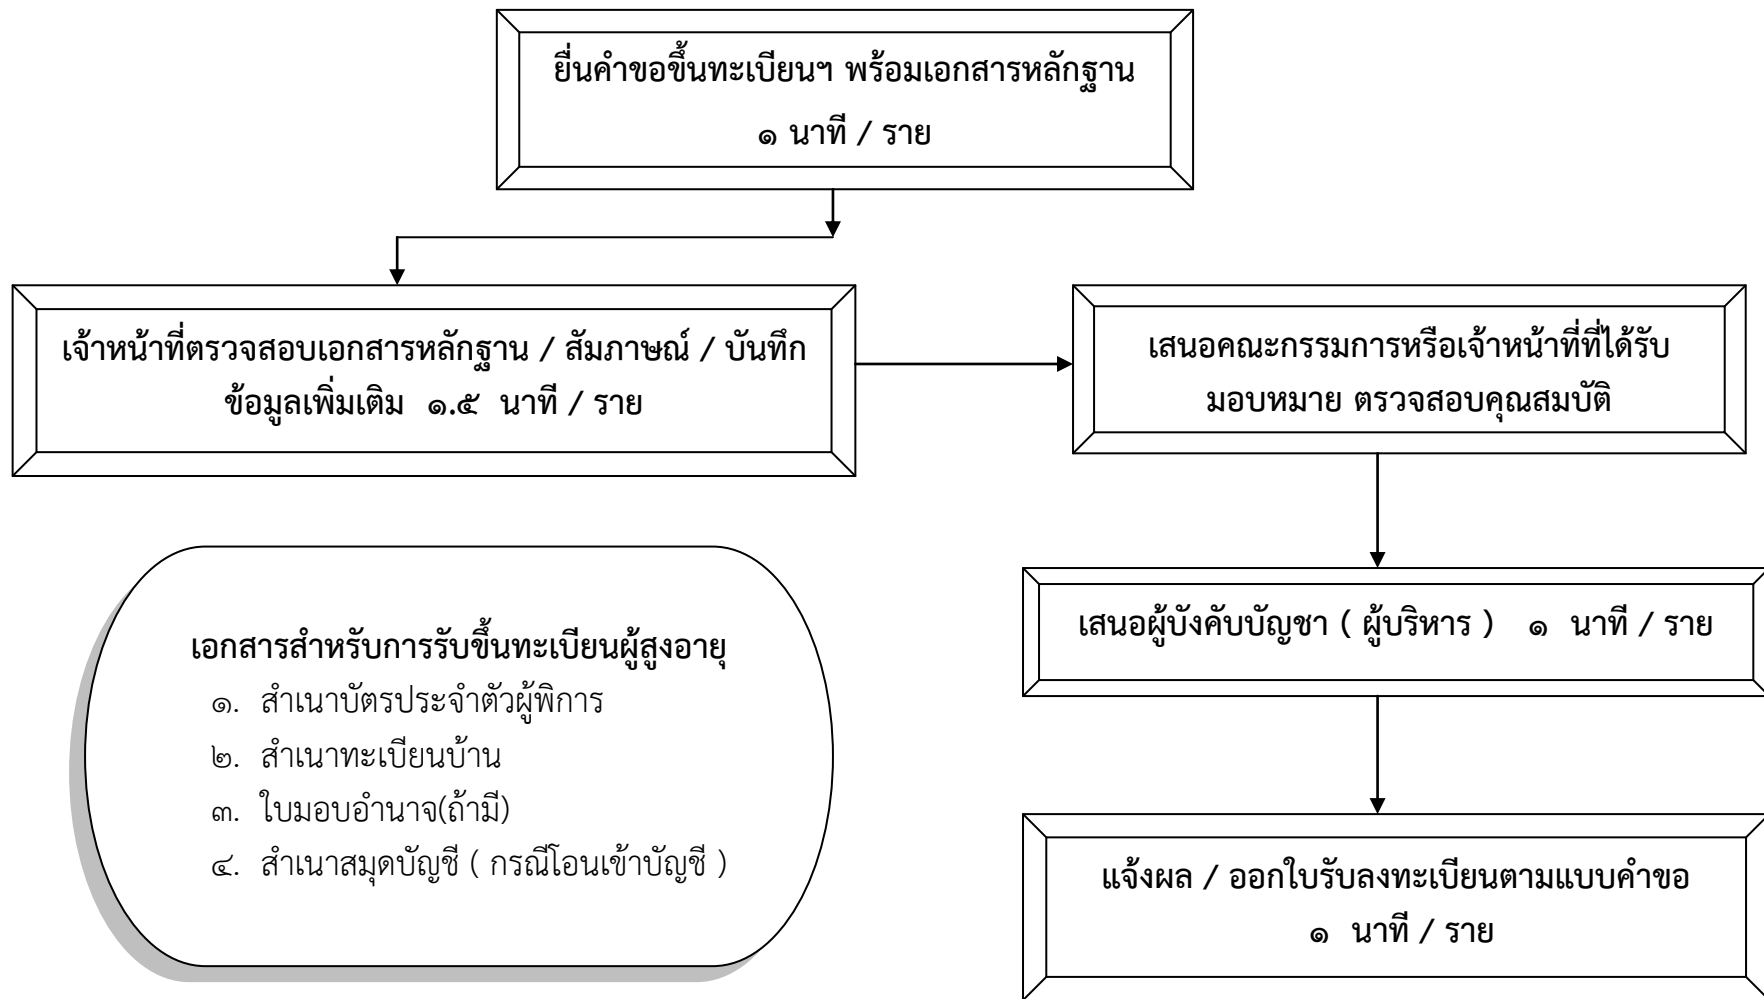 ยื่นคำขอขึ้นทะเบียนฯ พร้อมเอกสารหลักฐาน
๑ นาที / ราย
เจ้าหน้าที่ตรวจสอบเอกสารหลักฐาน / สัมภาษณ์ / บันทึก
ข้อมูลเพิ่มเติม ๑.๕ นาที / ราย
เสนอคณะกรรมการหรือเจ้าหน้าที่ที่ได้รับ
มอบหมาย ตรวจสอบคุณสมบัติ
เสนอผู้บังคับบัญชา ( ผู้บริหาร ) ๑ นาที / ราย
แจ้งผล / ออกใบรับลงทะเบียนตามแบบคำขอ
๑ นาที / ราย
เอกสารสำหรับการรับขึ้นทะเบียนผู้สูงอายุ
๑. สำเนาบัตรประจำตัวผู้พิการ
๒. สำเนาทะเบียนบ้าน
๓. ใบมอบอำนาจ(ถ้ามี)
๔. สำเนาสมุดบัญชี ( กรณีโอนเข้าบัญชี )